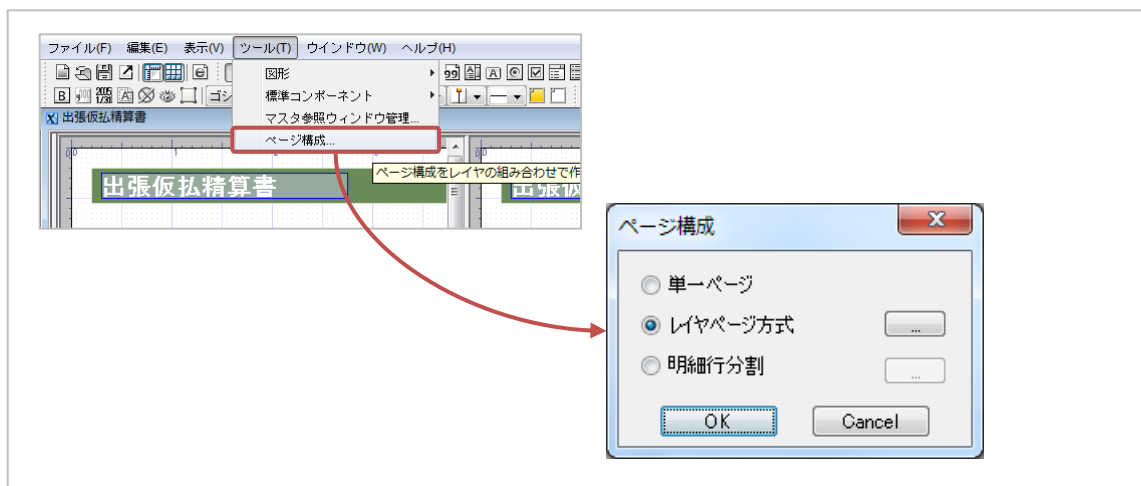 ファイル(F) 編集(E) 表示(V) ツール(T) ウインドウ(W) ヘルプ(H)
図形
標準コンポーネント
マスタ参照ウィンドウ管理...
ページ構成...
出張仮払精算書
ページ構成をレイヤの組み合わせで作
出張仮払精算書
出張仮払
ページ構成
単一ページ
レイヤページ方式 ...
明細行分割 ...
OK Cancel